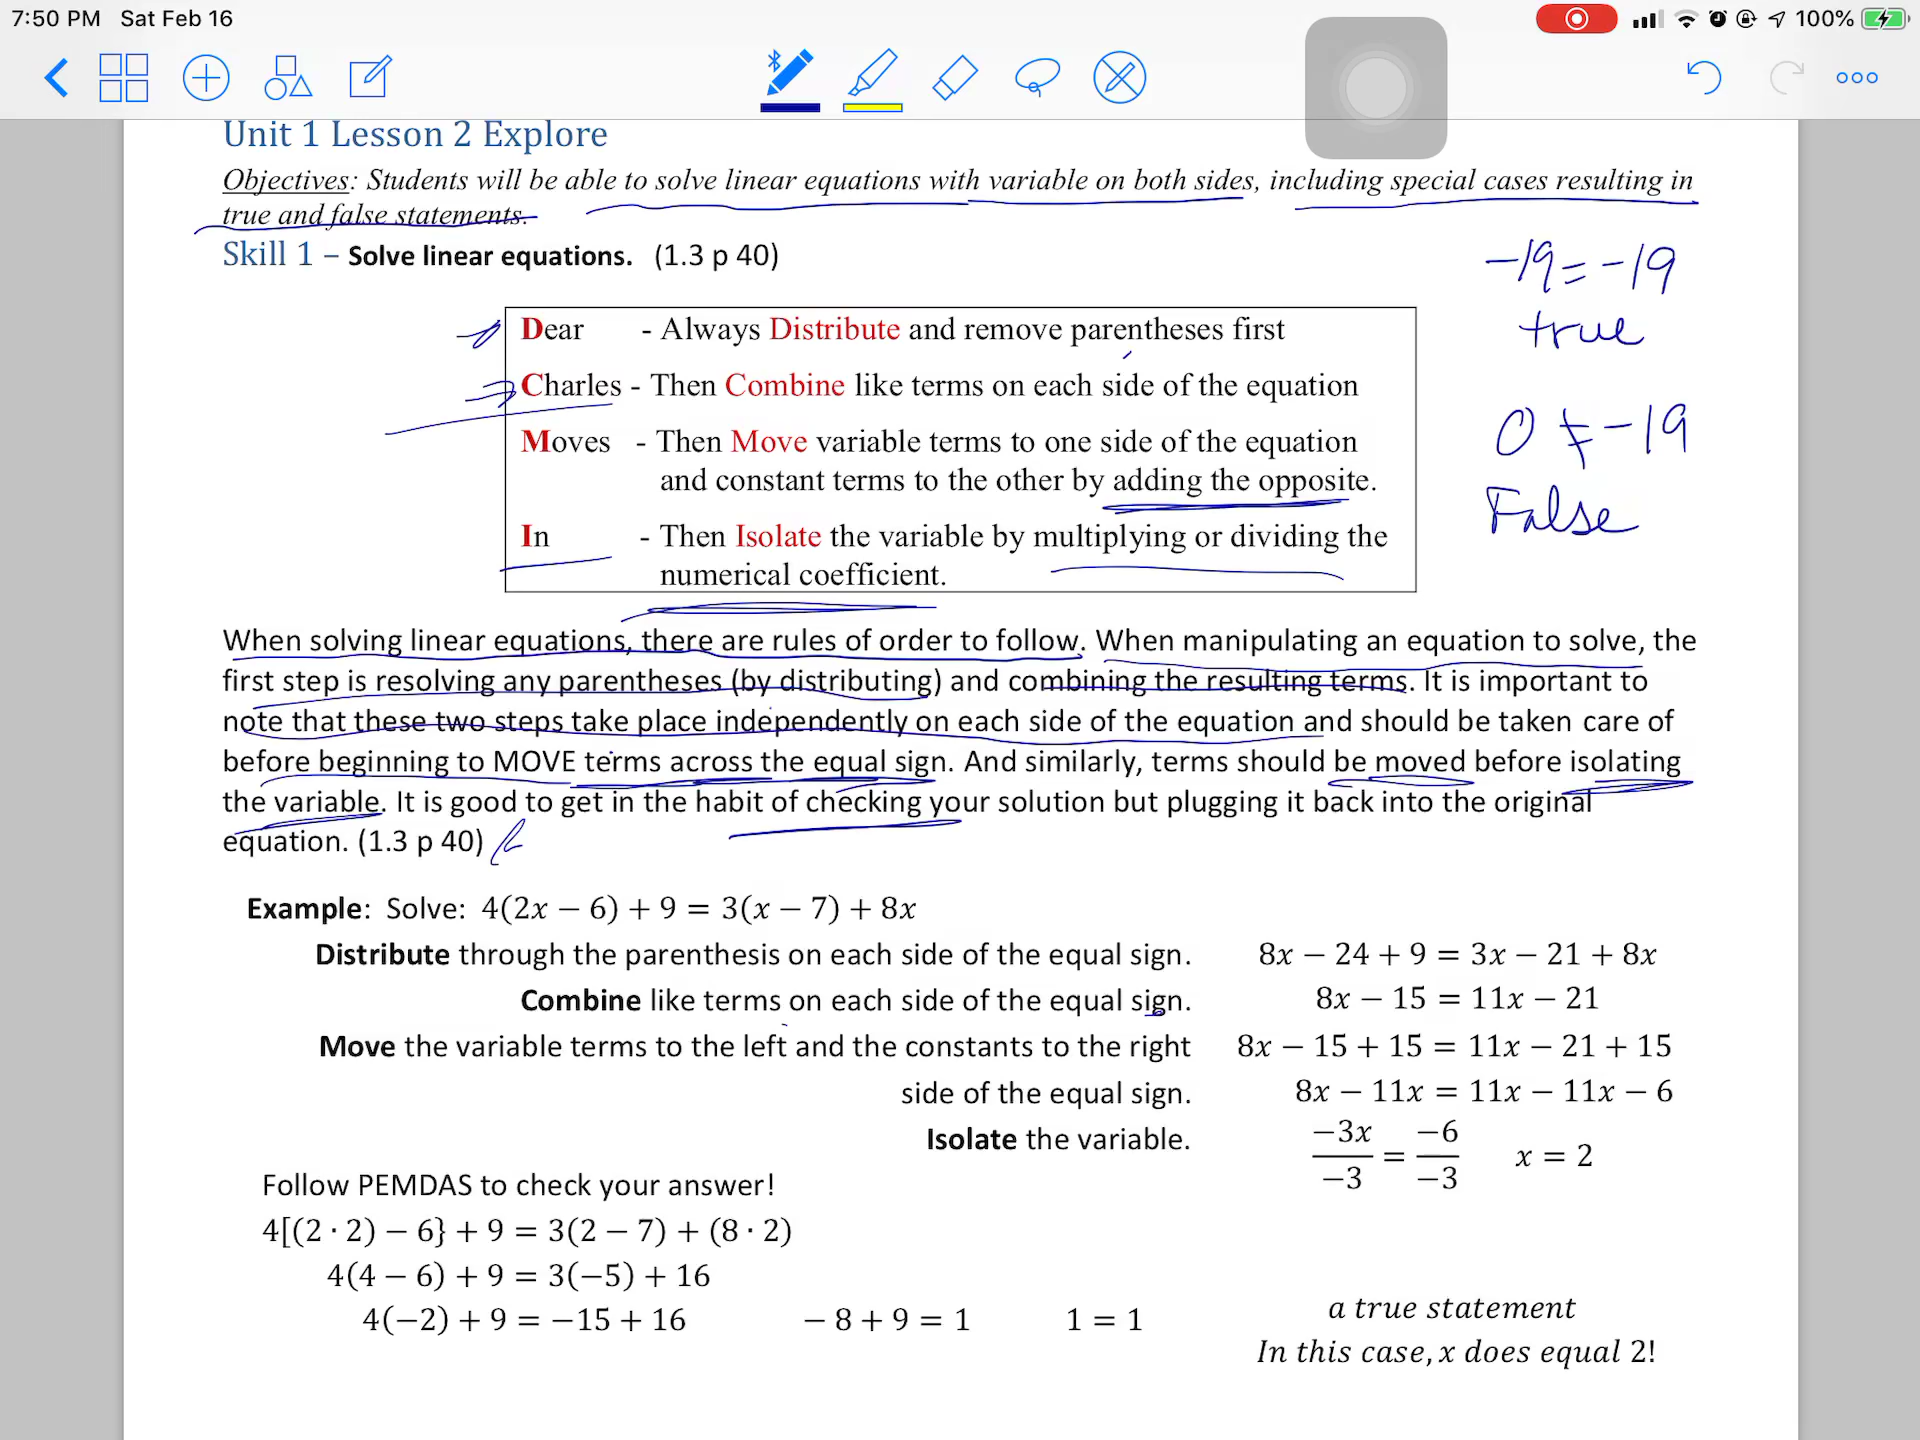 7:50 PM Sat Feb 16
100%
Unit 1 Lesson 2 Explore
Objectives: Students will be able to solve linear equations with variable on both sides, including special cases resulting in
true and false statements.
Skill 1 – Solve linear equations. (1.3 p 40)
-19 = -19
true
Dear - Always Distribute and remove parentheses first
Charles - Then Combine like terms on each side of the equation
Moves - Then Move variable terms to one side of the equation
and constant terms to the other by adding the opposite.
In - Then Isolate the variable by multiplying or dividing the
numerical coefficient.
0 ≠ -19
False
When solving linear equations, there are rules of order to follow. When manipulating an equation to solve, the
first step is resolving any parentheses (by distributing) and combining the resulting terms. It is important to
note that these two steps take place independently on each side of the equation and should be taken care of
before beginning to MOVE terms across the equal sign. And similarly, terms should be moved before isolating
the variable. It is good to get in the habit of checking your solution but plugging it back into the original
equation. (1.3 p 40)
Example: Solve: 4(2x − 6) + 9 = 3(x − 7) + 8x
Distribute through the parenthesis on each side of the equal sign. 8x − 24 + 9 = 3x − 21 + 8x
Combine like terms on each side of the equal sign. 8x − 15 = 11x − 21
Move the variable terms to the left and the constants to the right 8x − 15 + 15 = 11x − 21 + 15
side of the equal sign. 8x − 11x = 11x − 11x − 6
Isolate the variable. −3x/−3 = −6/−3 x = 2
Follow PEMDAS to check your answer!
4[(2 · 2) − 6} + 9 = 3(2 − 7) + (8 · 2)
4(4 − 6) + 9 = 3(−5) + 16
4(−2) + 9 = −15 + 16 − 8 + 9 = 1 1 = 1
a true statement
In this case, x does equal 2!